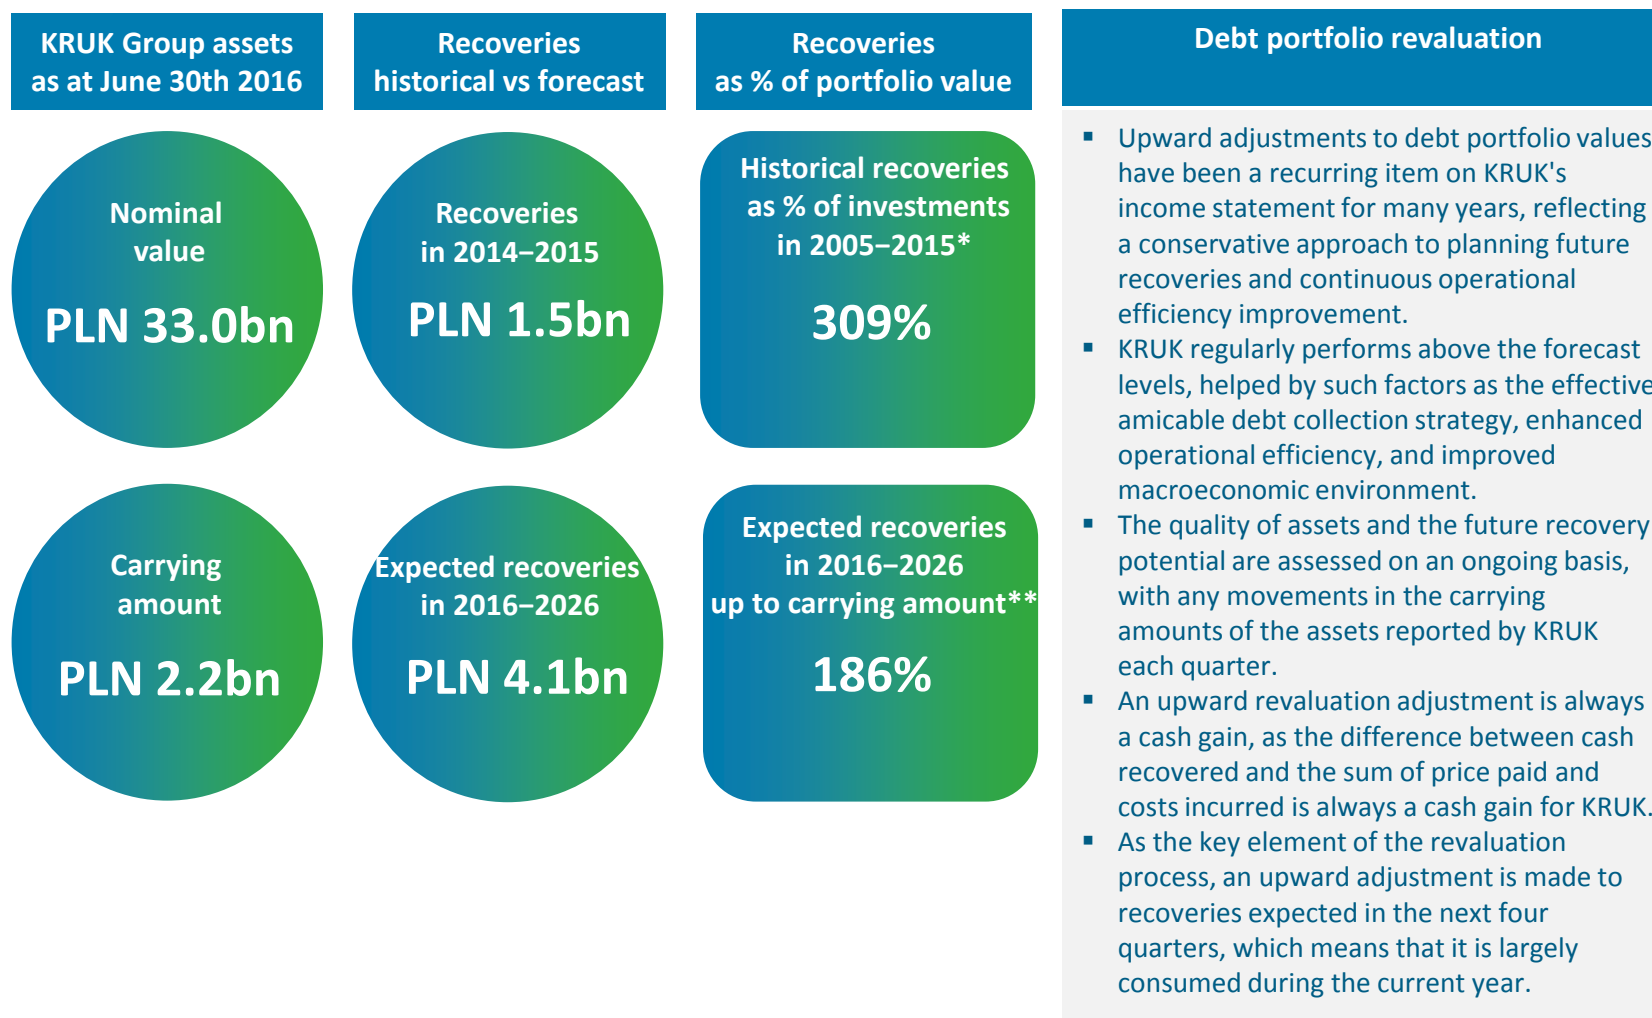 KRUK Group assets
as at June 30th 2016
Nominal
value
PLN 33.0bn
Carrying
amount
PLN 2.2bn
Recoveries
historical vs forecast
Recoveries
in 2014–2015
PLN 1.5bn
Expected recoveries
in 2016–2026
PLN 4.1bn
Recoveries
as % of portfolio value
Historical recoveries
as % of investments
in 2005–2015*
309%
Expected recoveries
in 2016–2026
up to carrying amount**
186%
Debt portfolio revaluation
▪ Upward adjustments to debt portfolio values
have been a recurring item on KRUK's
income statement for many years, reflecting
a conservative approach to planning future
recoveries and continuous operational
efficiency improvement.
▪ KRUK regularly performs above the forecast
levels, helped by such factors as the effective
amicable debt collection strategy, enhanced
operational efficiency, and improved
macroeconomic environment.
▪ The quality of assets and the future recovery
potential are assessed on an ongoing basis,
with any movements in the carrying
amounts of the assets reported by KRUK
each quarter.
▪ An upward revaluation adjustment is always
a cash gain, as the difference between cash
recovered and the sum of price paid and
costs incurred is always a cash gain for KRUK.
▪ As the key element of the revaluation
process, an upward adjustment is made to
recoveries expected in the next four
quarters, which means that it is largely
consumed during the current year.